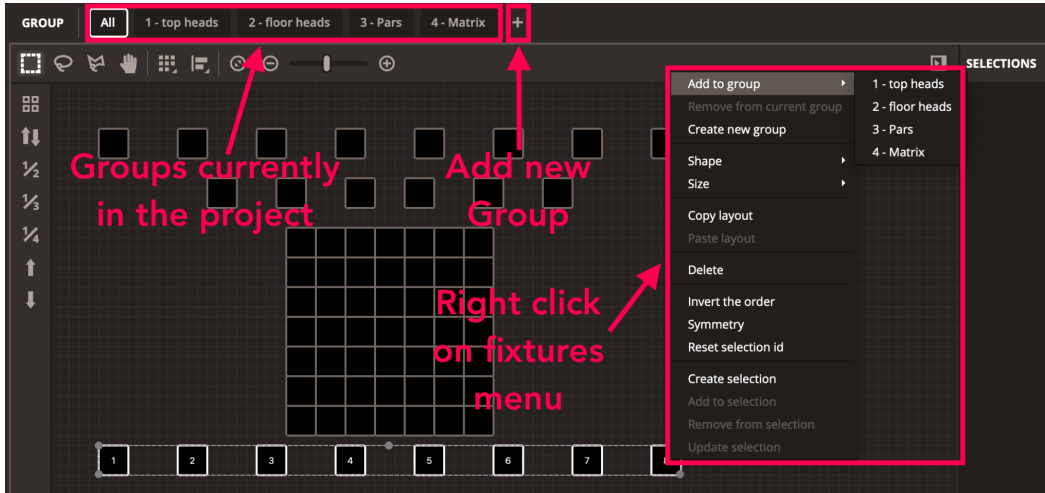 GROUP All 1 - top heads 2 - floor heads 3 - Pars 4 - Matrix +
SELECTIONS
Add to group 1 - top heads
Remove from current group 2 - floor heads
Create new group 3 - Pars
4 - Matrix
Shape
Size
Copy layout
Paste layout
Delete
Invert the order
Symmetry
Reset selection id
Create selection
Add to selection
Remove from selection
Update selection
1/2
1/3
1/4
Groups currently
in the project
Add new
Group
Right click
on fixtures
menu
1 2 3 4 5 6 7 8